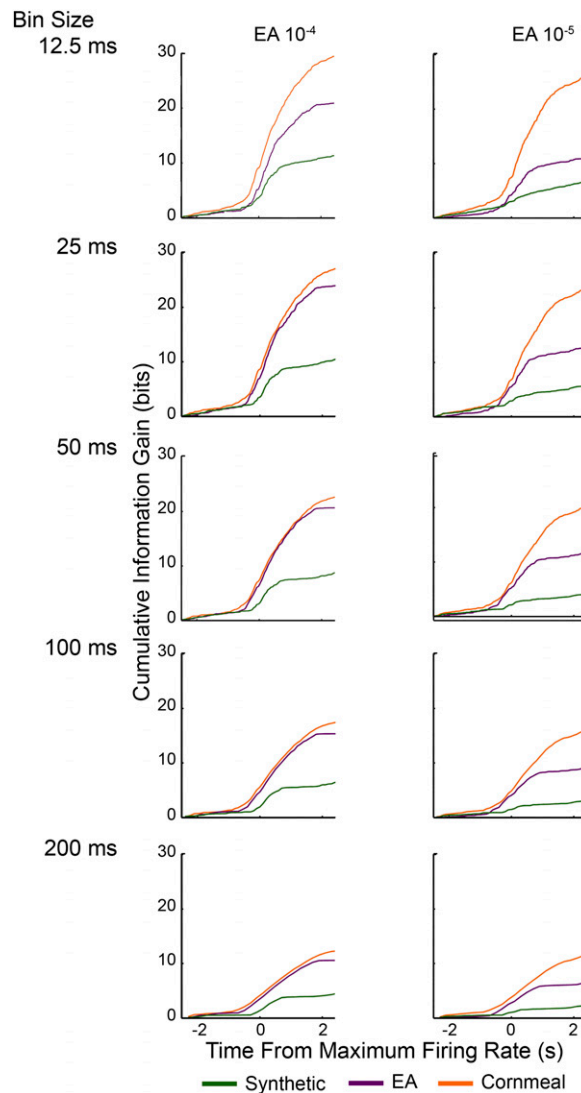 Bin Size
12.5 ms
EA 10⁻⁴
EA 10⁻⁵
30
20
10
0
25 ms
30
20
10
0
50 ms
30
20
10
0
100 ms
30
20
10
0
200 ms
30
20
10
0
Cumulative Information Gain (bits)
-2 0 2 -2 0 2
Time From Maximum Firing Rate (s)
Synthetic EA Cornmeal